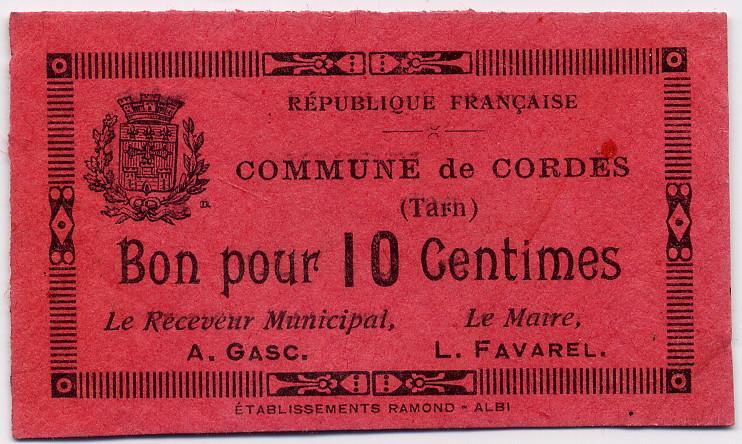 RÉPUBLIQUE FRANÇAISE
COMMUNE de CORDES
(Tarn)
Bon pour 10 Centimes
Le Receveur Municipal, Le Maire,
A. GASC. L. FAVAREL.
ÉTABLISSEMENTS RAMOND - ALBI